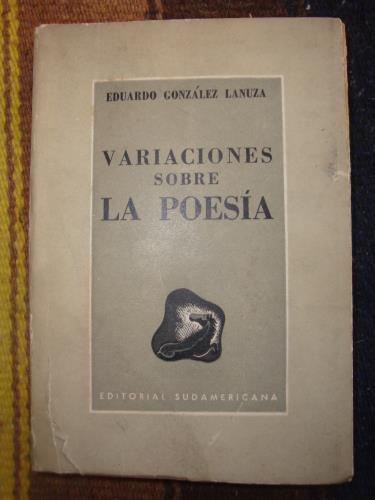 EDUARDO GONZÁLEZ LANUZA
VARIACIONES
SOBRE
LA POESÍA
EDITORIAL SUDAMERICANA